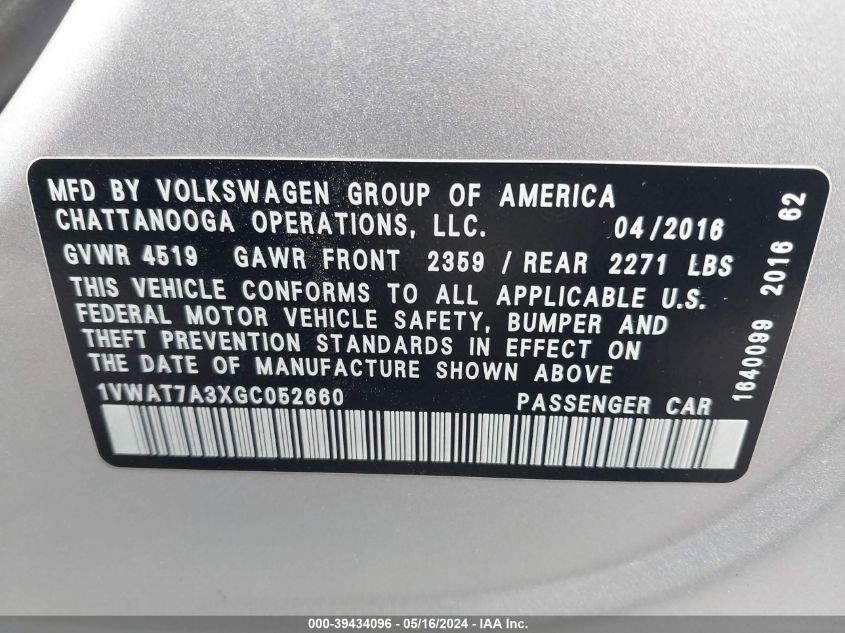 MFD BY VOLKSWAGEN GROUP OF AMERICA
CHATTANOOGA OPERATIONS, LLC. 04/2016
GVWR 4519 GAWR FRONT 2359 / REAR 2271 LBS
THIS VEHICLE CONFORMS TO ALL APPLICABLE U.S.
FEDERAL MOTOR VEHICLE SAFETY, BUMPER AND
THEFT PREVENTION STANDARDS IN EFFECT ON
THE DATE OF MANUFACTURE SHOWN ABOVE
1VWAT7A3XGC052660 PASSENGER CAR
1640099 2016 62
000-39434096 - 05/16/2024 - IAA Inc.